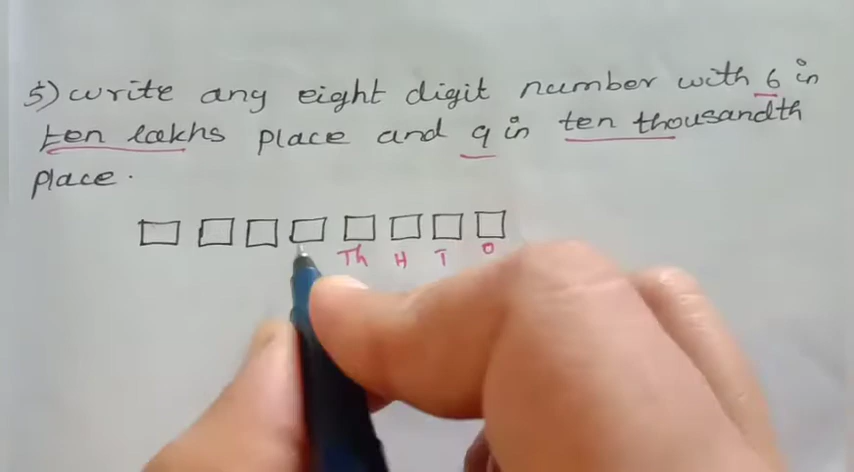 5) write any eight digit number with 6 in
ten lakhs place and 9 in ten thousandth
place.
Th H T O